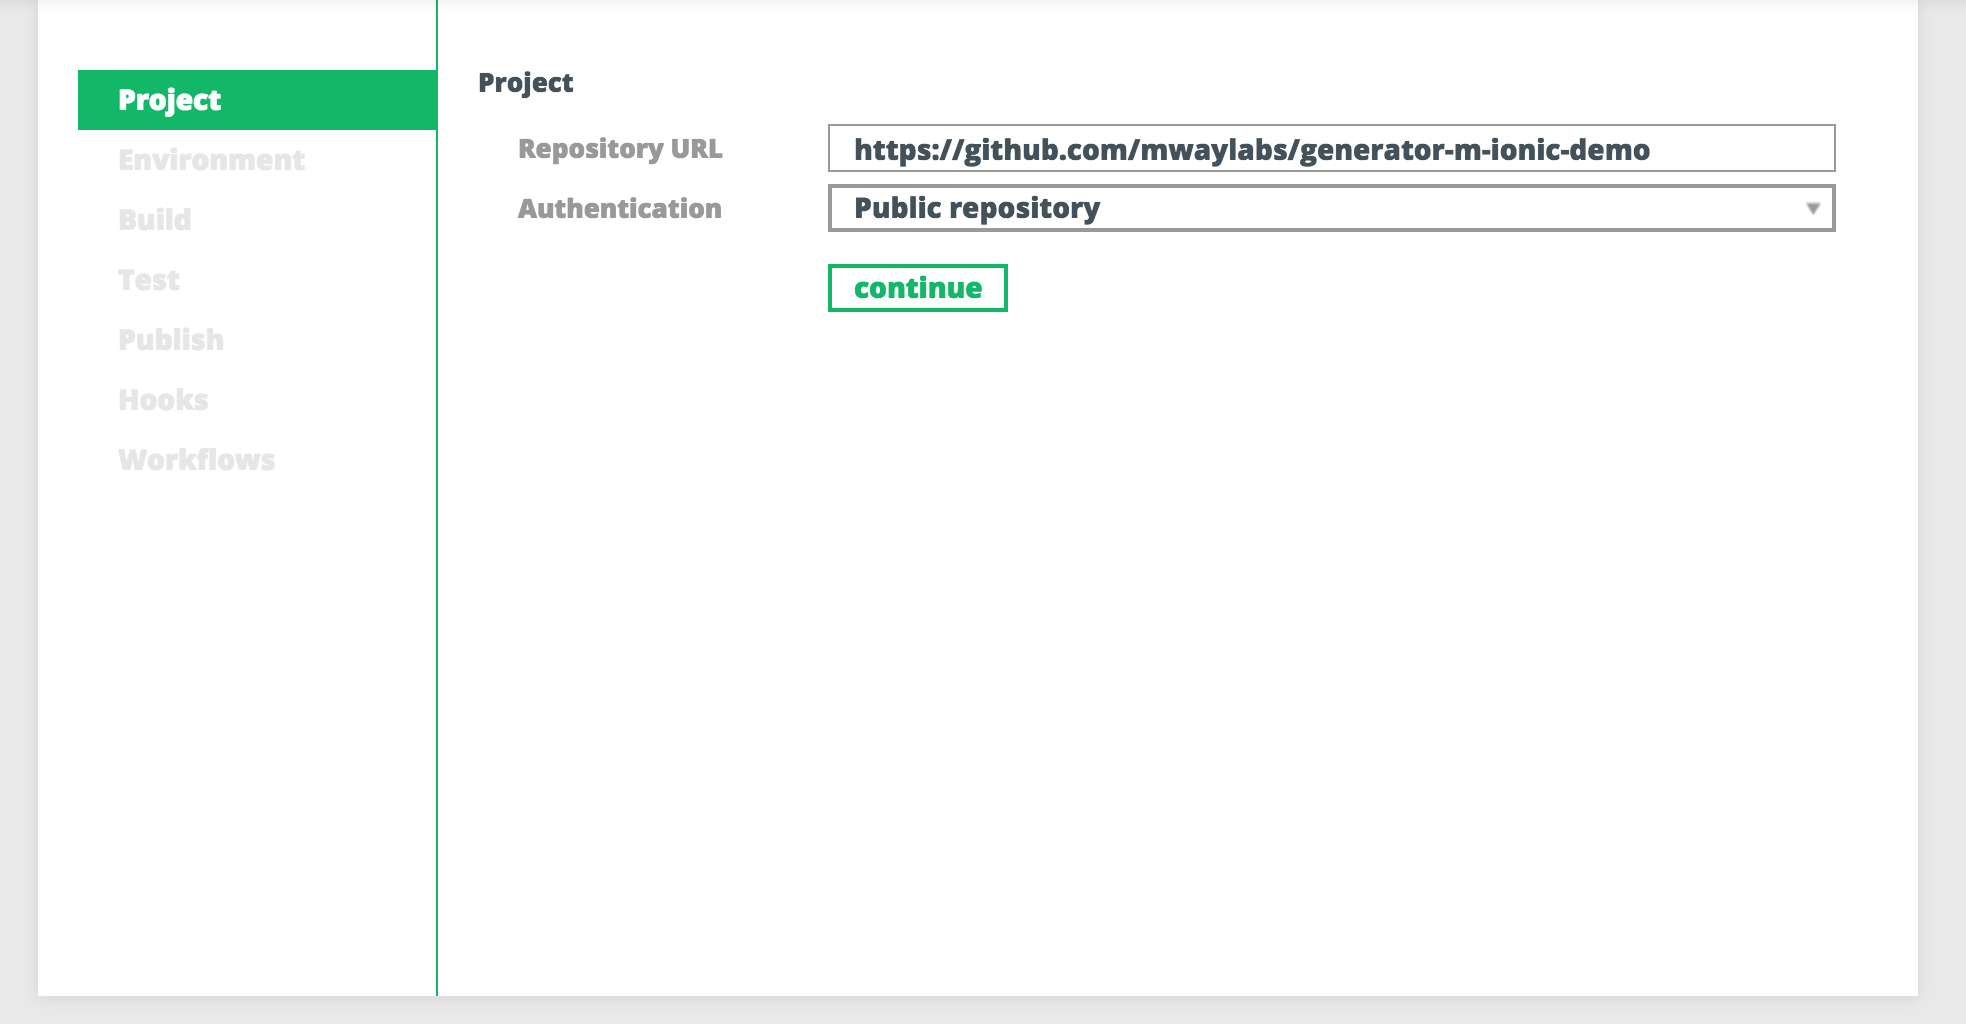 Project
Environment
Build
Test
Publish
Hooks
Workflows
Project
Repository URL
https://github.com/mwaylabs/generator-m-ionic-demo
Authentication
Public repository
continue